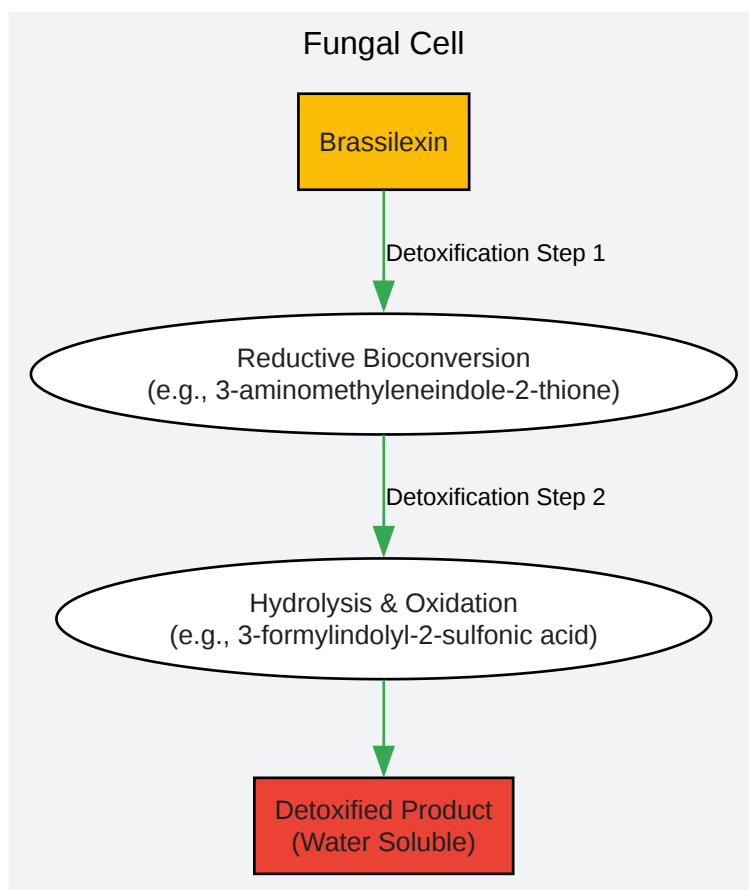 Fungal Cell
Brassilexin
Detoxification Step 1
Reductive Bioconversion
(e.g., 3-aminomethyleneindole-2-thione)
Detoxification Step 2
Hydrolysis & Oxidation
(e.g., 3-formylindolyl-2-sulfonic acid)
Detoxified Product
(Water Soluble)